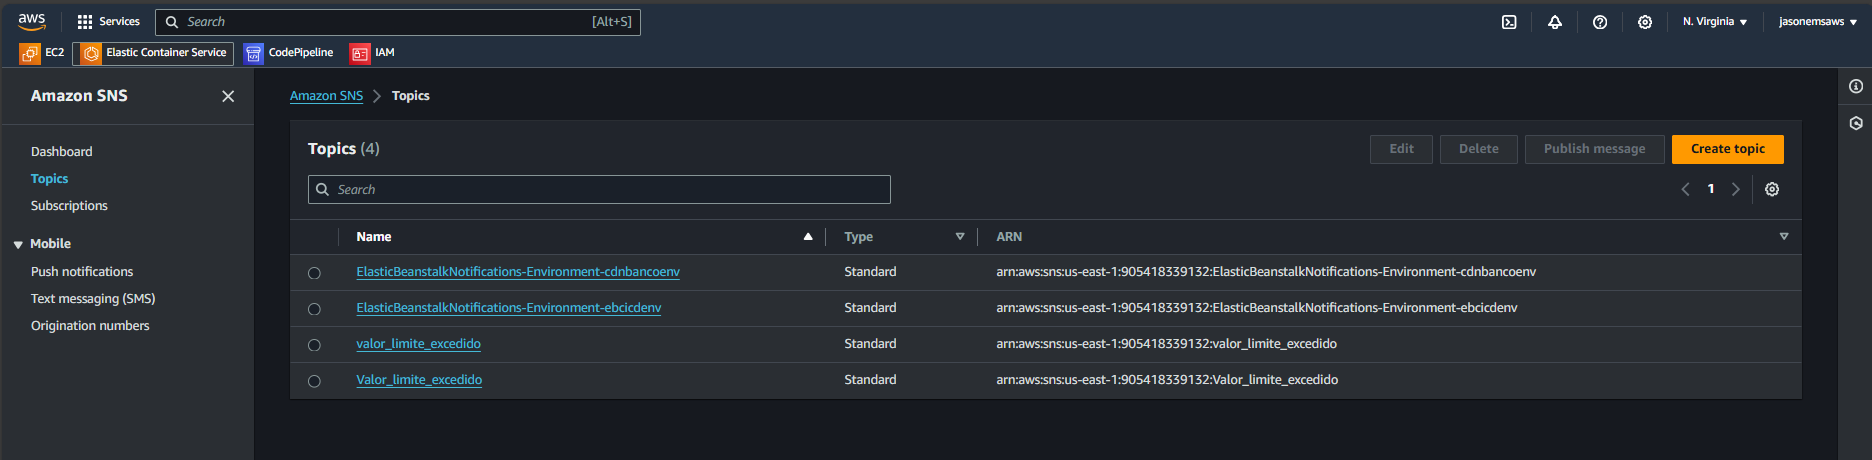 aws Services Search [Alt+S] N. Virginia jasonemsaws
EC2 Elastic Container Service CodePipeline IAM
Amazon SNS
Dashboard
Topics
Subscriptions
Mobile
Push notifications
Text messaging (SMS)
Origination numbers
Amazon SNS Topics
Topics (4) Edit Delete Publish message Create topic
Search 1
Name Type ARN
ElasticBeanstalkNotifications-Environment-cdnbancoenv Standard arn:aws:sns:us-east-1:905418339132:ElasticBeanstalkNotifications-Environment-cdnbancoenv
ElasticBeanstalkNotifications-Environment-ebcicdenv Standard arn:aws:sns:us-east-1:905418339132:ElasticBeanstalkNotifications-Environment-ebcicdenv
valor_limite_excedido Standard arn:aws:sns:us-east-1:905418339132:valor_limite_excedido
Valor_limite_excedido Standard arn:aws:sns:us-east-1:905418339132:Valor_limite_excedido